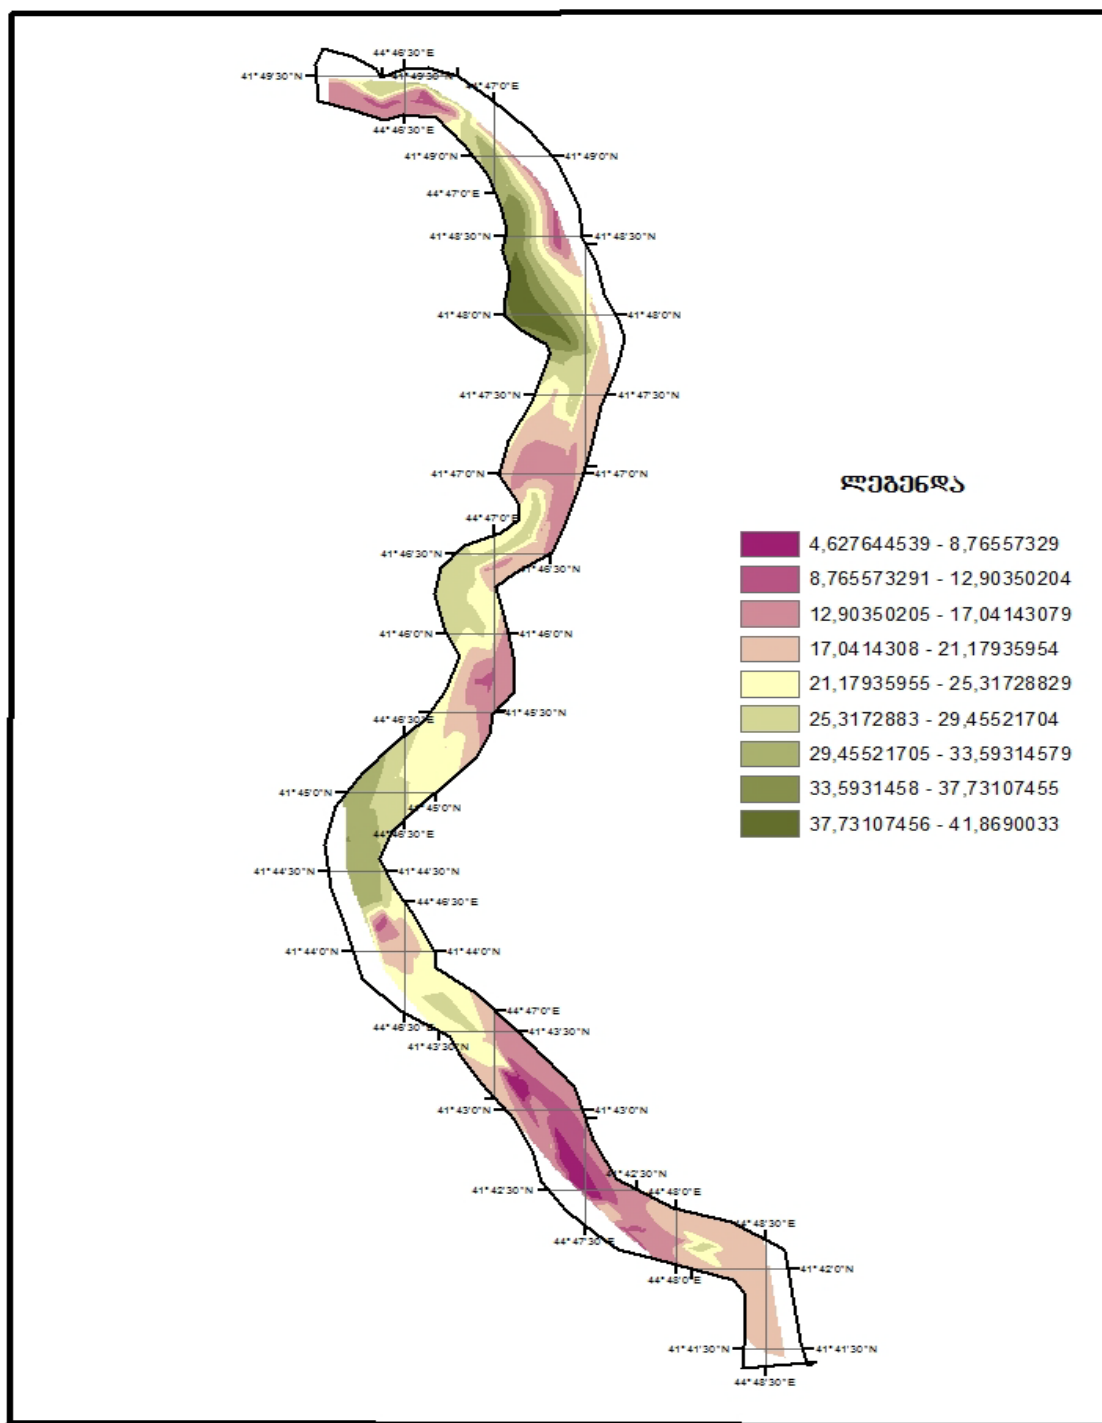 44°46'30"E
41°49'30"N
41°49'30"N
44°47'0"E
44°46'30"E
41°49'0"N
41°49'0"N
44°47'0"E
41°48'30"N
41°48'30"N
41°48'0"N
41°48'0"N
41°47'30"N
41°47'30"N
41°47'0"N
41°47'0"N
ლეგენდა
44°47'0"E
41°46'30"N
41°46'30"N
4,627644539 - 8,76557329
8,765573291 - 12,90350204
12,90350205 - 17,04143079
41°46'0"N
41°46'0"N
17,0414308 - 21,17935954
21,17935955 - 25,31728829
44°46'30"E
41°45'30"N
25,3172883 - 29,45521704
29,45521705 - 33,59314579
33,5931458 - 37,73107455
41°45'0"N
41°45'0"N
37,73107456 - 41,8690033
44°46'30"E
41°44'30"N
41°44'30"N
44°46'30"E
41°44'0"N
41°44'0"N
44°47'0"E
44°46'30"E
41°43'30"N
41°43'30"N
41°43'0"N
41°43'0"N
41°42'30"N
41°42'30"N
44°48'0"E
44°48'30"E
44°47'30"E
41°42'0"N
44°48'0"E
41°41'30"N
41°41'30"N
44°48'30"E